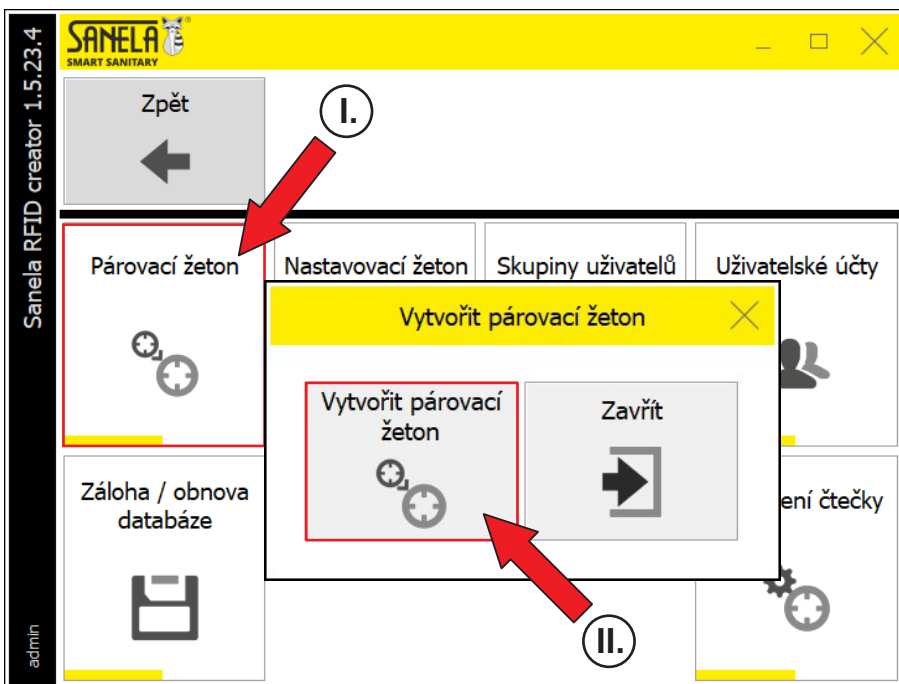 Sanela RFID creator 1.5.23.4
admin
SANELA®
SMART SANITARY
Zpět
I.
Párovací žeton
Nastavovací žeton
Skupiny uživatelů
Uživatelské účty
Vytvořit párovací žeton
Vytvořit párovací
žeton
Zavřít
Záloha / obnova
databáze
ení čtečky
II.